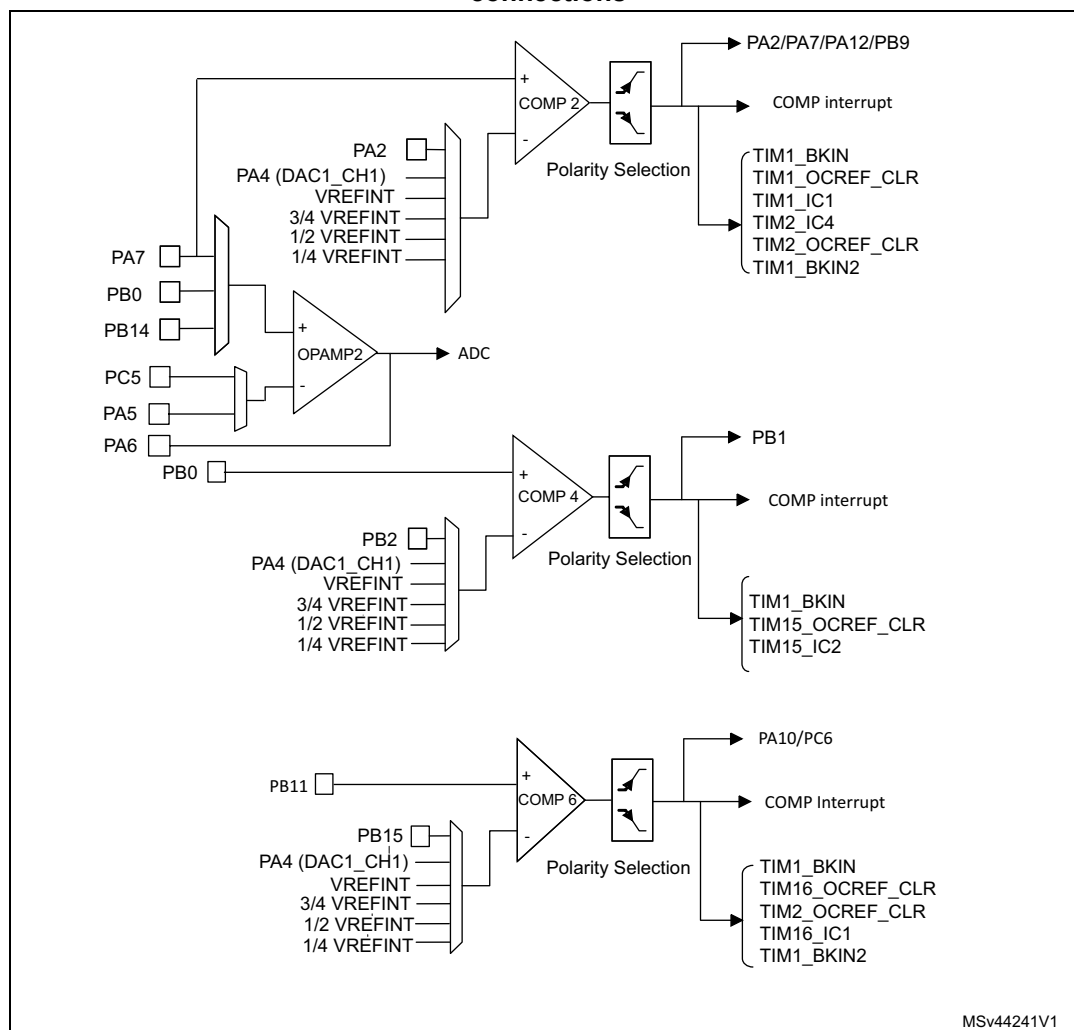 connections
PA2/PA7/PA12/PB9
+
COMP 2
COMP interrupt
-
PA2
Polarity Selection
PA4 (DAC1_CH1)
VREFINT
3/4 VREFINT
1/2 VREFINT
1/4 VREFINT
TIM1_BKIN
TIM1_OCREF_CLR
TIM1_IC1
TIM2_IC4
TIM2_OCREF_CLR
TIM1_BKIN2
PA7
PB0
PB14
+
OPAMP2
-
ADC
PC5
PA5
PA6
PB0
PB1
+
COMP 4
COMP interrupt
-
PB2
Polarity Selection
PA4 (DAC1_CH1)
VREFINT
3/4 VREFINT
1/2 VREFINT
1/4 VREFINT
TIM1_BKIN
TIM15_OCREF_CLR
TIM15_IC2
PA10/PC6
PB11
+
COMP 6
COMP Interrupt
-
PB15
Polarity Selection
PA4 (DAC1_CH1)
VREFINT
3/4 VREFINT
1/2 VREFINT
1/4 VREFINT
TIM1_BKIN
TIM16_OCREF_CLR
TIM2_OCREF_CLR
TIM16_IC1
TIM1_BKIN2
MSv44241V1